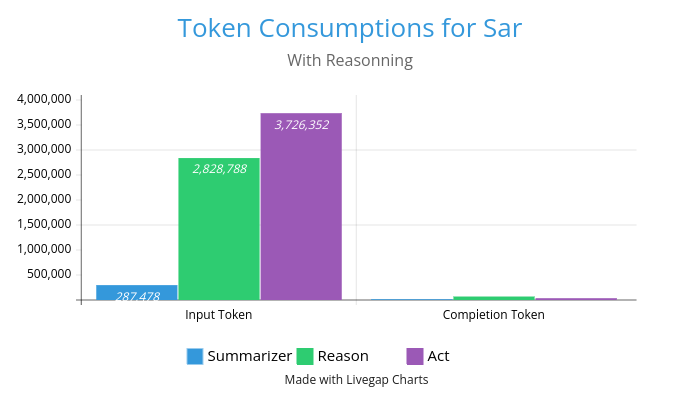 Token Consumptions for Sar
With Reasonning
4,000,000
3,500,000
3,000,000
2,500,000
2,000,000
1,500,000
1,000,000
500,000
287,478
2,828,788
3,726,352
Input Token
Completion Token
Summarizer Reason Act
Made with Livegap Charts